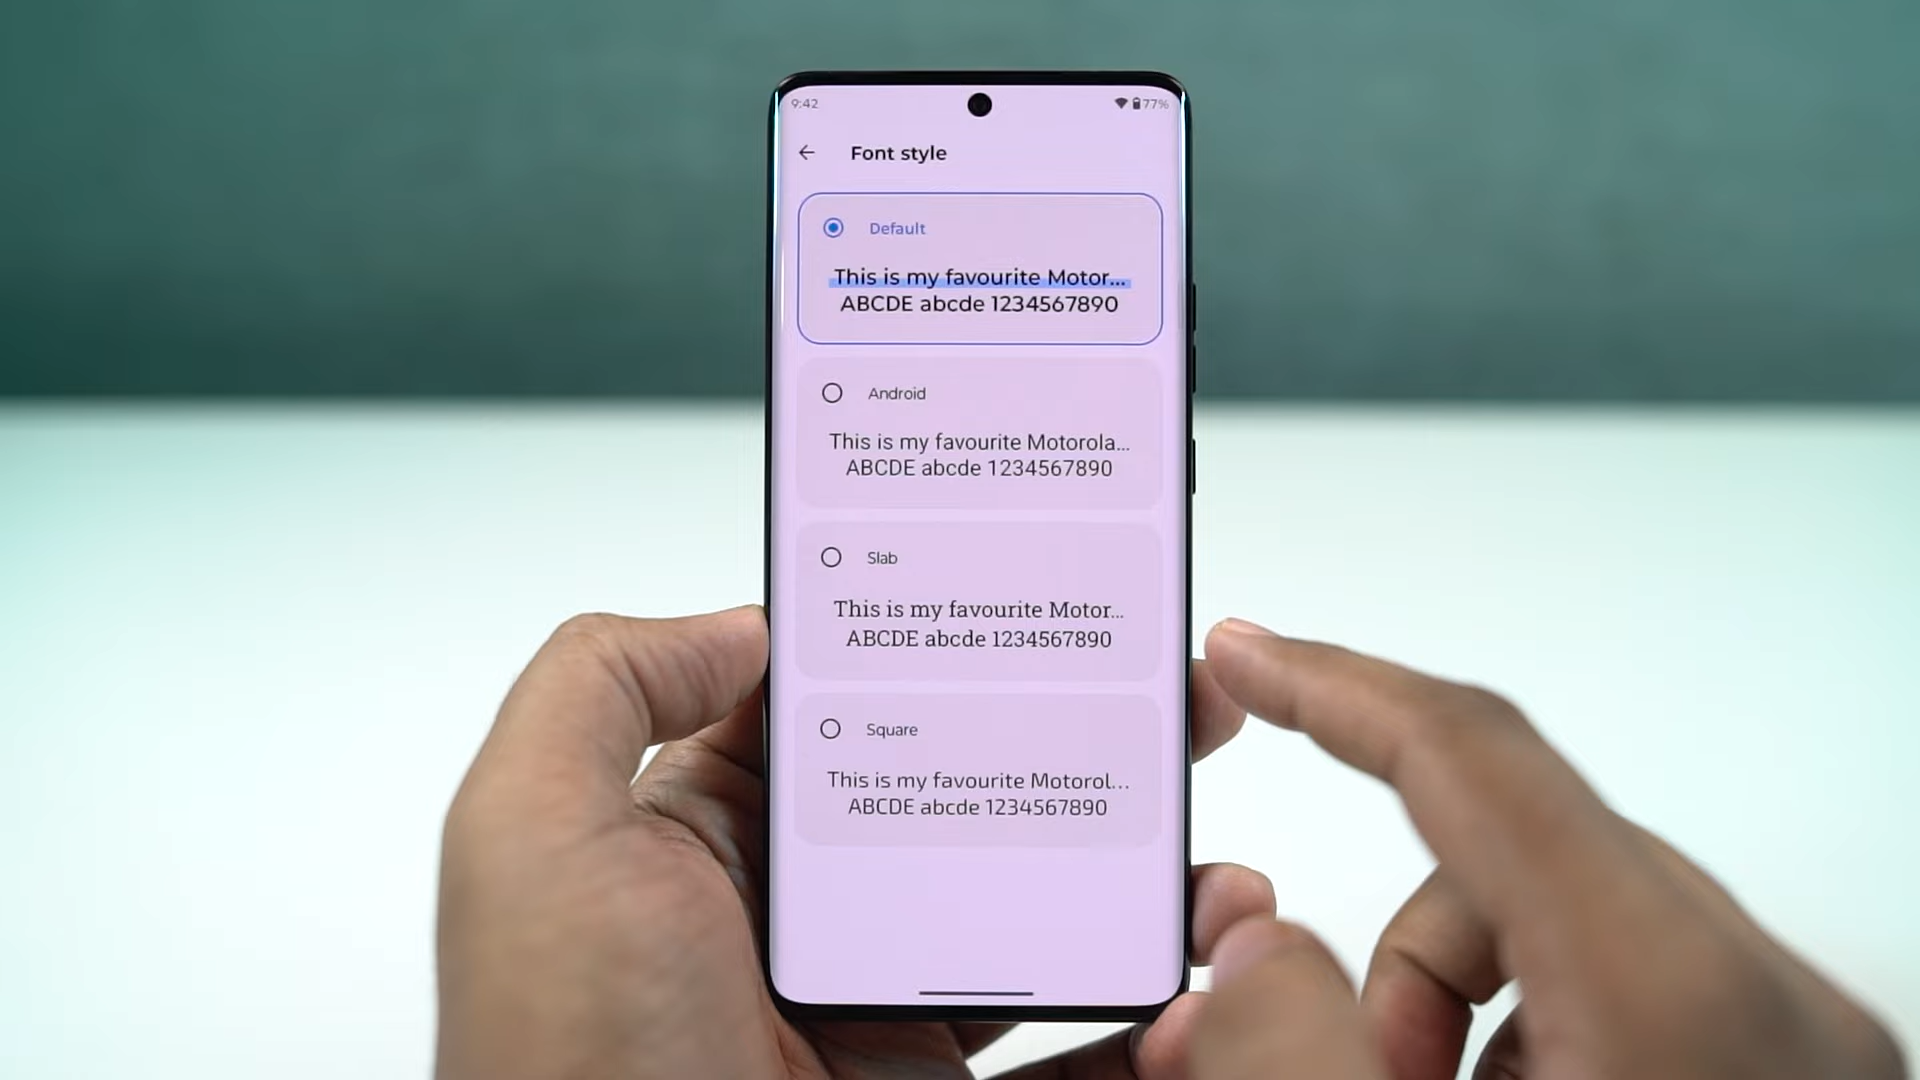 9:42 77%
Font style
Default
This is my favourite Motor...
ABCDE abcde 1234567890
Android
This is my favourite Motorola...
ABCDE abcde 1234567890
Slab
This is my favourite Motor...
ABCDE abcde 1234567890
Square
This is my favourite Motorol...
ABCDE abcde 1234567890